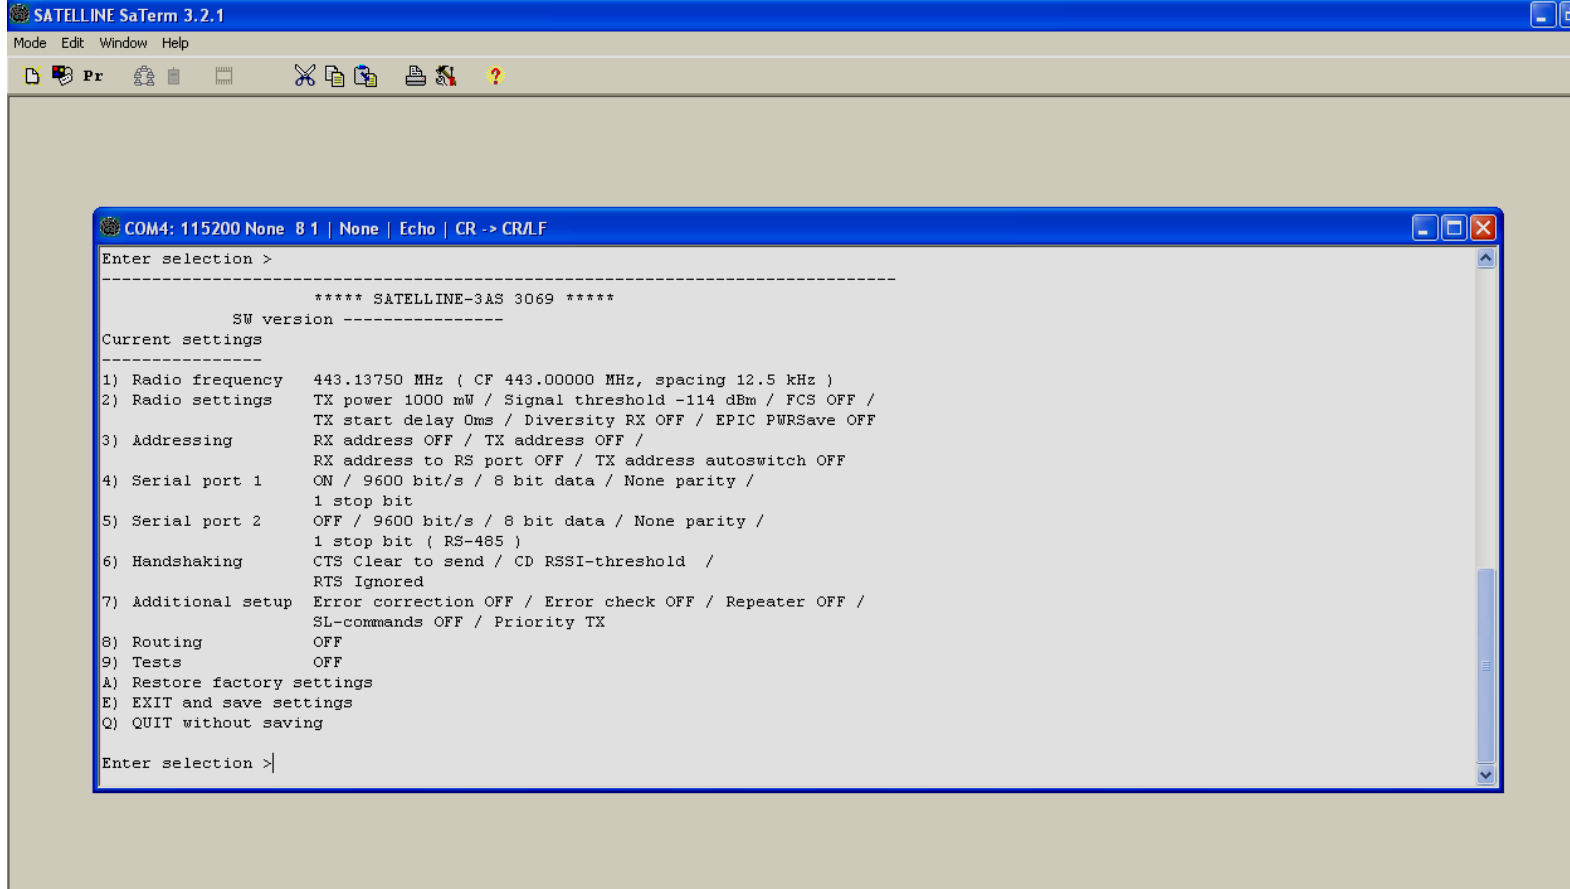 SATELLINE SaTerm 3.2.1
Mode Edit Window Help
Pr
COM4: 115200 None 8 1 | None | Echo | CR -> CR/LF
Enter selection >
--------------------------------------------------------------------------------
***** SATELLINE-3AS 3069 *****
SW version ----------------
Current settings
----------------
1) Radio frequency 443.13750 MHz ( CF 443.00000 MHz, spacing 12.5 kHz )
2) Radio settings TX power 1000 mW / Signal threshold -114 dBm / FCS OFF /
TX start delay 0ms / Diversity RX OFF / EPIC PWRSave OFF
3) Addressing RX address OFF / TX address OFF /
RX address to RS port OFF / TX address autoswitch OFF
4) Serial port 1 ON / 9600 bit/s / 8 bit data / None parity /
1 stop bit
5) Serial port 2 OFF / 9600 bit/s / 8 bit data / None parity /
1 stop bit ( RS-485 )
6) Handshaking CTS Clear to send / CD RSSI-threshold /
RTS Ignored
7) Additional setup Error correction OFF / Error check OFF / Repeater OFF /
SL-commands OFF / Priority TX
8) Routing OFF
9) Tests OFF
A) Restore factory settings
E) EXIT and save settings
Q) QUIT without saving
Enter selection >